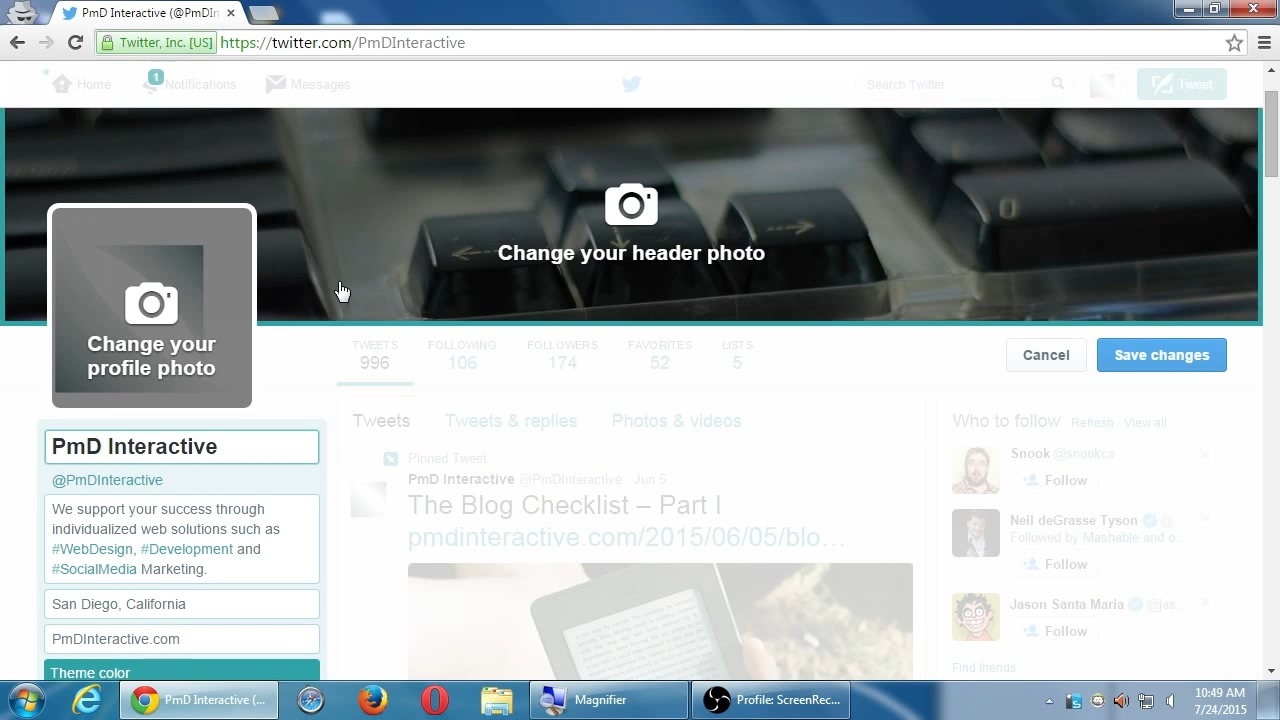 PmD Interactive (@PmDIn
Twitter, Inc. [US] https://twitter.com/PmDInteractive
Home
1
Notifications
Messages
Search Twitter
Tweet
Change your header photo
Change your
profile photo
TWEETS FOLLOWING FOLLOWERS FAVORITES LISTS
996 106 174 52 5
Cancel
Save changes
PmD Interactive
@PmDInteractive
We support your success through
individualized web solutions such as
#WebDesign, #Development and
#SocialMedia Marketing.
San Diego, California
PmDInteractive.com
Theme color
Tweets Tweets & replies Photos & videos
Pinned Tweet
PmD Interactive @PmDInteractive · Jun 5
The Blog Checklist – Part I
pmdinteractive.com/2015/06/05/blo…
Who to follow · Refresh · View all
Snook @snookca
Follow
Neil deGrasse Tyson @...
Followed by Mashable and o...
Follow
Jason Santa Maria @jas...
Follow
Find friends
PmD Interactive (...
Magnifier
Profile: ScreenRec...
10:49 AM
7/24/2015